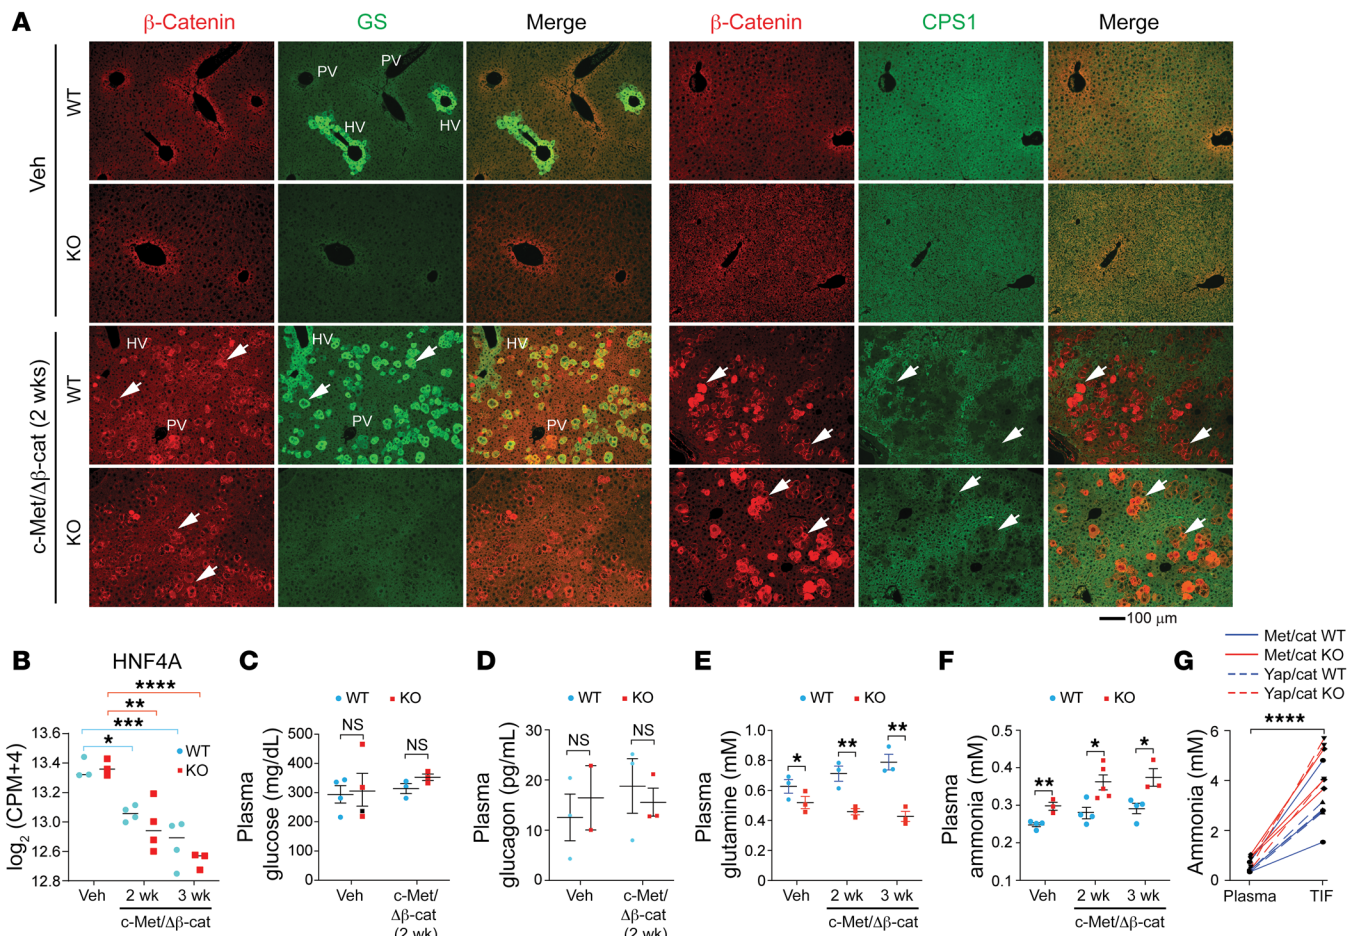 A
β-Catenin GS Merge β-Catenin CPS1 Merge
Veh
WT
PV PV
HV HV
KO
c-Met/Δβ-cat (2 wks)
WT
HV HV HV
PV PV
KO
100 μm
B
HNF4A
****
**
***
*
WT
KO
log2 (CPM+4)
13.6
13.4
13.2
13.0
12.6
12.8
Veh 2 wk 3 wk
c-Met/Δβ-cat
C
WT KO
NS NS
Plasma
glucose (mg/dL)
500
400
300
200
100
0
Veh c-Met/
Δβ-cat
(2 wk)
D
WT KO
NS NS
Plasma
glucagon (pg/mL)
30
20
10
0
Veh c-Met/
Δβ-cat
(2 wk)
E
WT KO
* ** **
Plasma
glutamine (mM)
1.0
0.8
0.6
0.4
0.2
0
Veh 2 wk 3 wk
c-Met/Δβ-cat
F
WT KO
** * *
Plasma
ammonia (mM)
0.5
0.4
0.3
0.2
0.1
Veh 2 wk 3 wk
c-Met/Δβ-cat
G
Met/cat WT
Met/cat KO
Yap/cat WT
Yap/cat KO
****
Ammonia (mM)
6
4
2
0
Plasma TIF